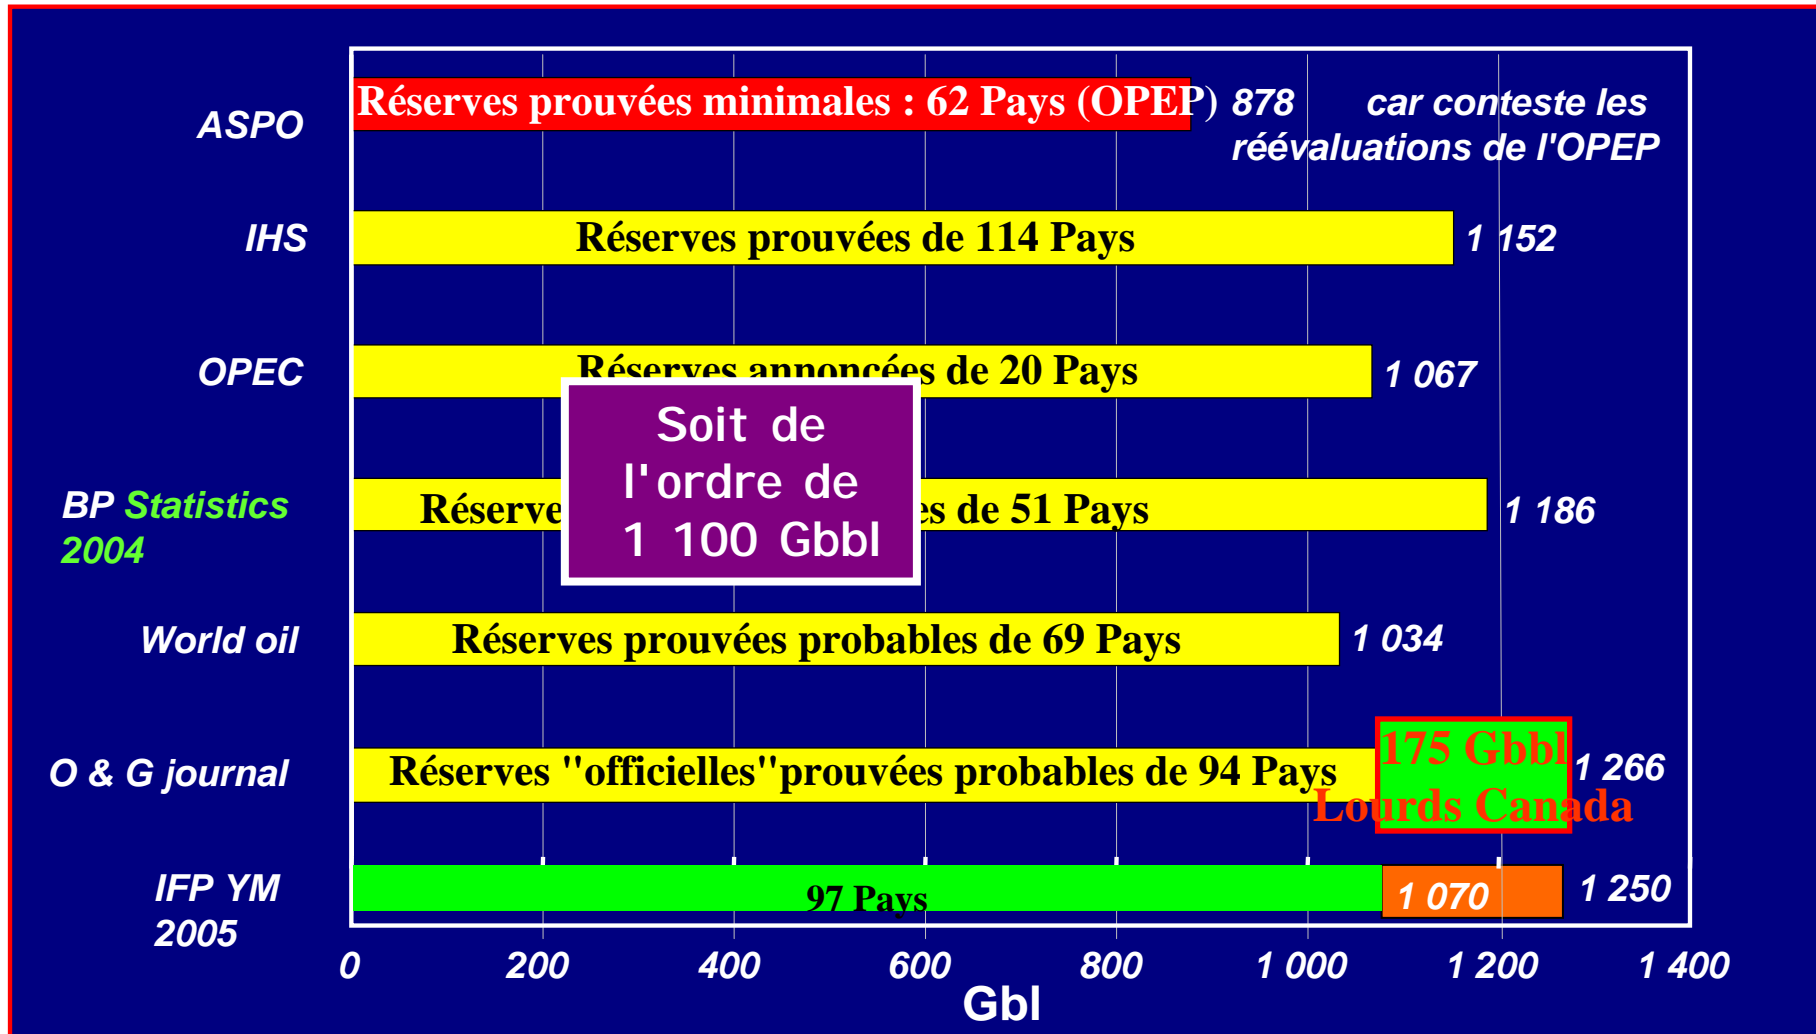 ASPO
Réserves prouvées minimales : 62 Pays (OPEP)
878 car conteste les
réévaluations de l'OPEP
IHS
Réserves prouvées de 114 Pays
1 152
OPEC
Réserves annoncées de 20 Pays
1 067
Soit de
l'ordre de
1 100 Gbbl
BP Statistics
2004
de 51 Pays
1 186
World oil
Réserves prouvées probables de 69 Pays
1 034
O & G journal
Réserves "officielles"prouvées probables de 94 Pays
175 Gbbl
Lourds Canada
1 266
IFP YM
2005
97 Pays
1 070
1 250
0 200 400 600 800 1 000 1 200 1 400
Gbl